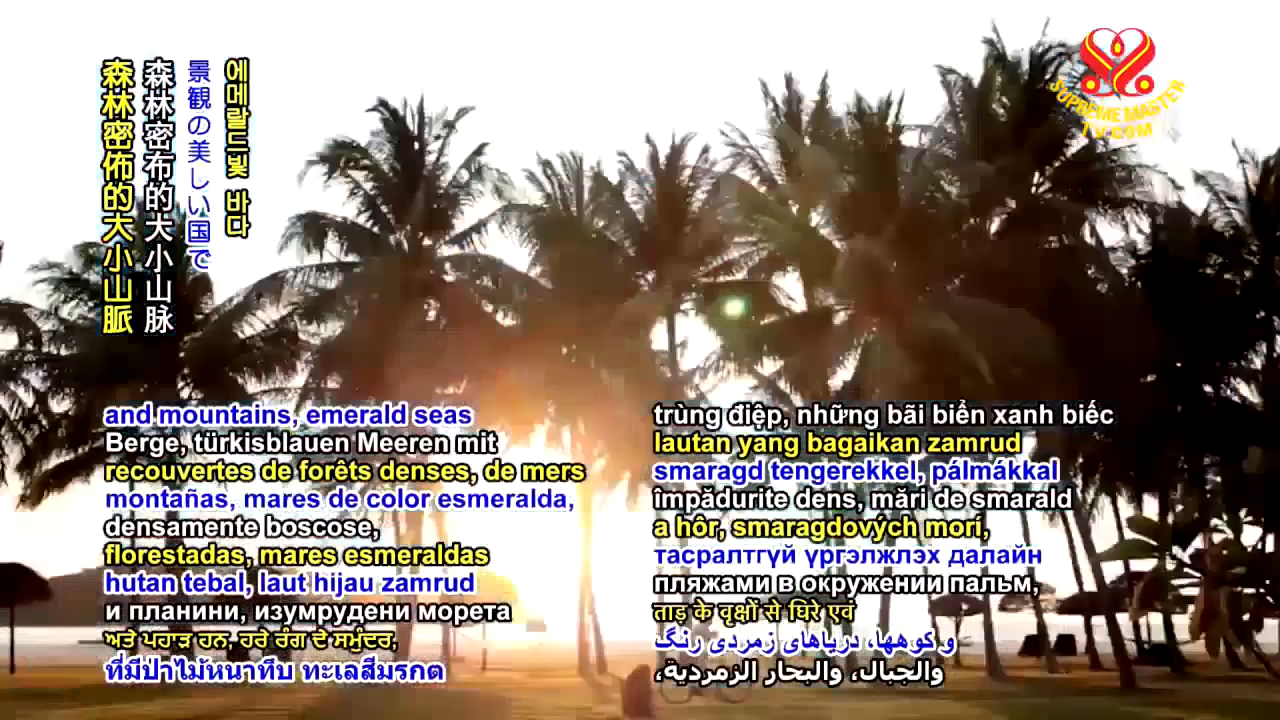 에메랄드빛 바다
景観の美しい国で
森林密布的大小山脉
森林密佈的大小山脈
SUPREME MASTER
TV.COM
and mountains, emerald seas
Berge, türkisblauen Meeren mit
recouvertes de forêts denses, de mers
montañas, mares de color esmeralda,
densamente boscose,
florestadas, mares esmeraldas
hutan tebal, laut hijau zamrud
и планини, изумрудени морета
ਅਤੇ ਪਹਾੜ ਹਨ, ਹਰੇ ਰੰਗ ਦੇ ਸਮੁੰਦਰ,
ที่มีป่าไม้หนาทึบ ทะเลสีมรกต
trùng điệp, những bãi biển xanh biếc
lautan yang bagaikan zamrud
smaragd tengerekkel, pálmákkal
împădurite dens, mări de smarald
a hôr, smaragdových morí,
тасралтгүй үргэлжлэх далайн
пляжами в окружении пальм,
ताड़ के वृक्षों से घिरे एवं
و کوهها، دریاهای زمردی رنگ
والجبال، والبحار الزمردية،